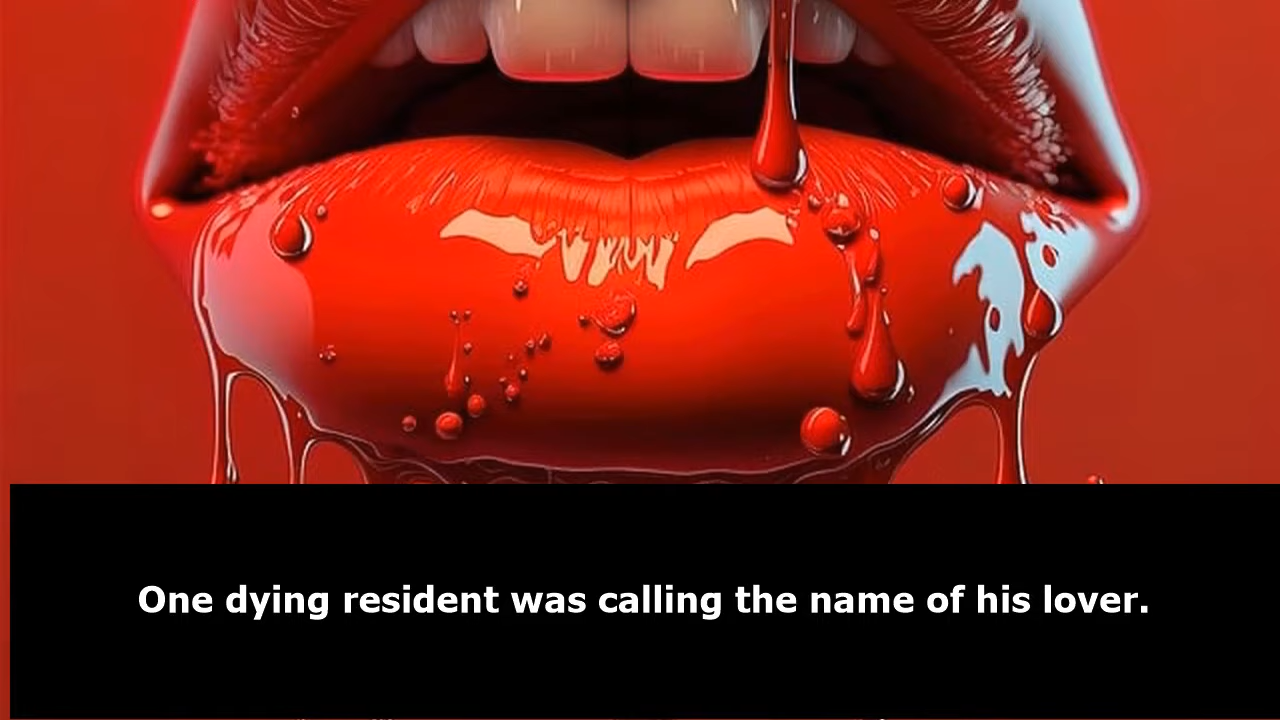 One dying resident was calling the name of his lover.